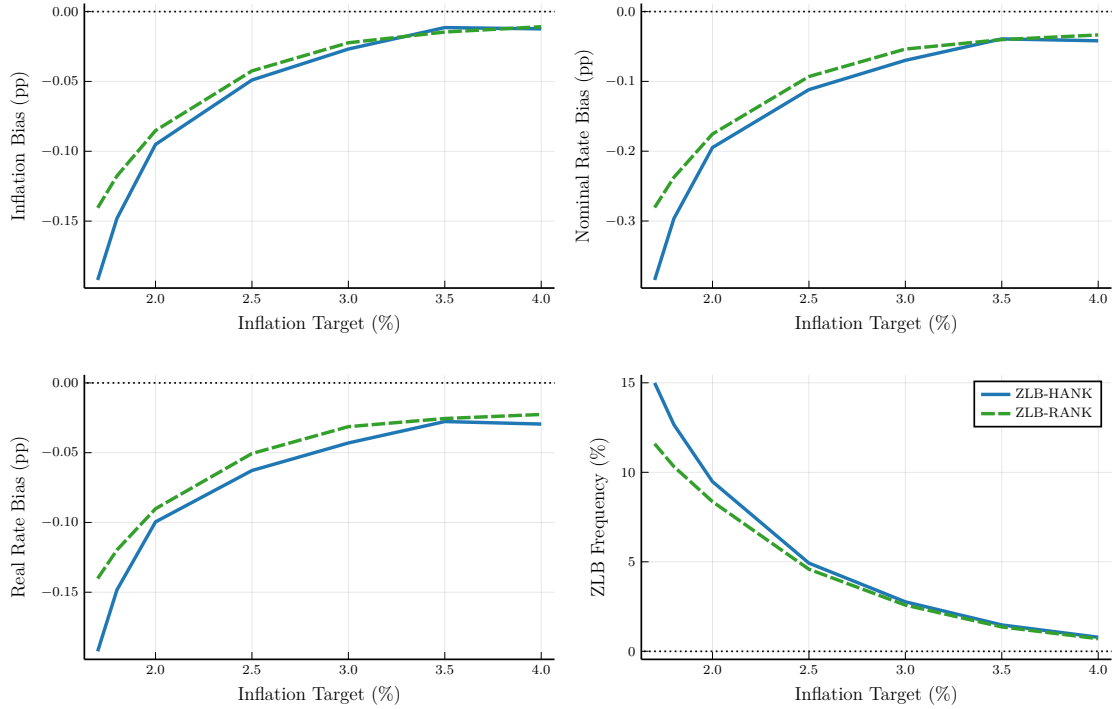 0.00
−0.05
−0.10
−0.15
Inflation Bias (pp)
2.0 2.5 3.0 3.5 4.0
Inflation Target (%)
0.0
−0.1
−0.2
−0.3
Nominal Rate Bias (pp)
2.0 2.5 3.0 3.5 4.0
Inflation Target (%)
0.00
−0.05
−0.10
−0.15
Real Rate Bias (pp)
2.0 2.5 3.0 3.5 4.0
Inflation Target (%)
15
10
5
0
ZLB Frequency (%)
ZLB-HANK
ZLB-RANK
2.0 2.5 3.0 3.5 4.0
Inflation Target (%)